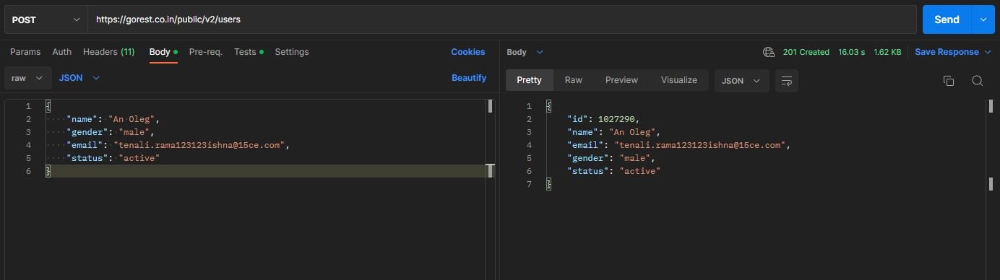 POST https://gorest.co.in/public/v2/users Send
Params Auth Headers (11) Body Pre-req. Tests Settings Cookies
Body 201 Created 16.03 s 1.62 KB Save Response
raw JSON Beautify
Pretty Raw Preview Visualize JSON
1 {
2 "name": "An Oleg",
3 "gender": "male",
4 "email": "tenali.rama123123ishna@15ce.com",
5 "status": "active"
6 }
1 {
2 "id": 1027290,
3 "name": "An Oleg",
4 "email": "tenali.rama123123ishna@15ce.com",
5 "gender": "male",
6 "status": "active"
7 }